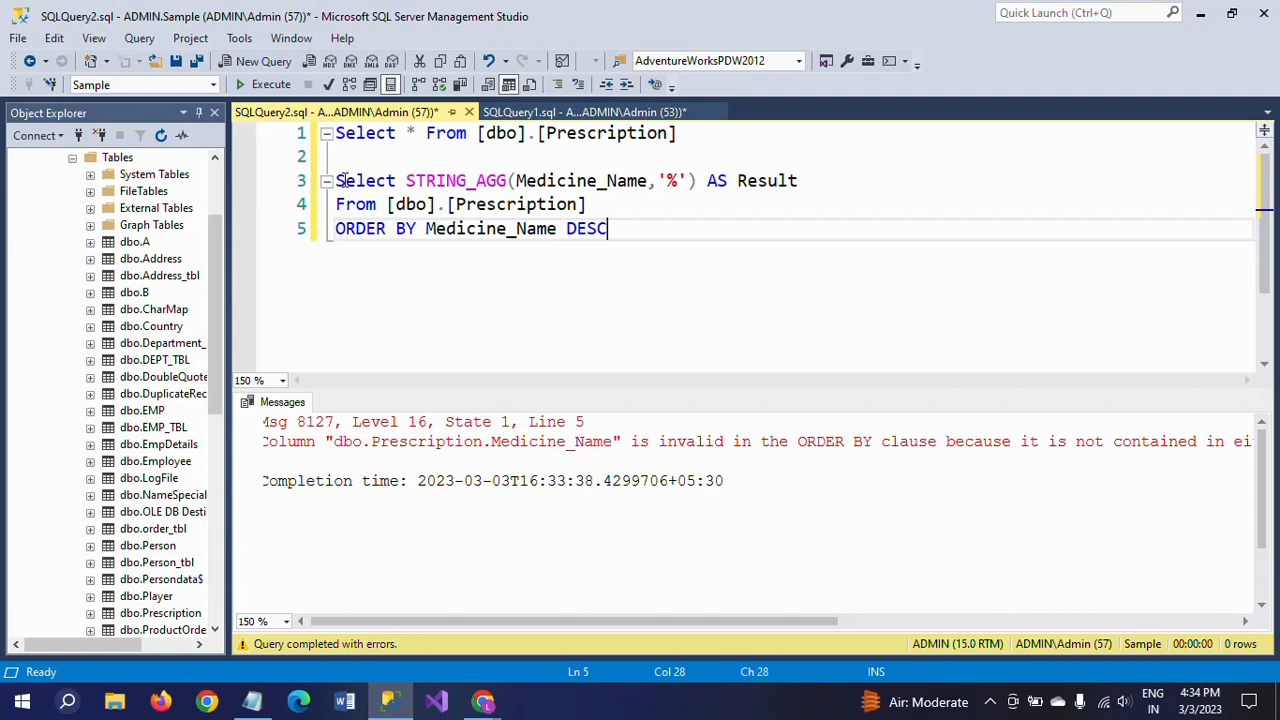 SQLQuery2.sql - ADMIN.Sample (ADMIN\Admin (57))* - Microsoft SQL Server Management Studio
Quick Launch (Ctrl+Q)
File Edit View Query Project Tools Window Help
New Query
AdventureWorksPDW2012
Sample
Execute
Object Explorer
SQLQuery2.sql - A...ADMIN\Admin (57))*
SQLQuery1.sql - A...ADMIN\Admin (53))*
Connect
Tables
System Tables
FileTables
External Tables
Graph Tables
dbo.A
dbo.Address
dbo.Address_tbl
dbo.B
dbo.CharMap
dbo.Country
dbo.Department_
dbo.DEPT_TBL
dbo.DoubleQuote
dbo.DuplicateRec
dbo.EMP
dbo.EMP_TBL
dbo.EmpDetails
dbo.Employee
dbo.LogFile
dbo.NameSpecial
dbo.OLE DB Desti
dbo.order_tbl
dbo.Person
dbo.Person_tbl
dbo.Persondata$
dbo.Player
dbo.Prescription
dbo.ProductOrde
1 Select * From [dbo].[Prescription]
2
3 Select STRING_AGG(Medicine_Name,'%') AS Result
4 From [dbo].[Prescription]
5 ORDER BY Medicine_Name DESC
150 %
Messages
Msg 8127, Level 16, State 1, Line 5
Column "dbo.Prescription.Medicine_Name" is invalid in the ORDER BY clause because it is not contained in ei
Completion time: 2023-03-03T16:33:38.4299706+05:30
150 %
Query completed with errors.
ADMIN (15.0 RTM) ADMIN\Admin (57) Sample 00:00:00 0 rows
Ready
Ln 5
Col 28
Ch 28
INS
Air: Moderate
ENG
IN
4:34 PM
3/3/2023